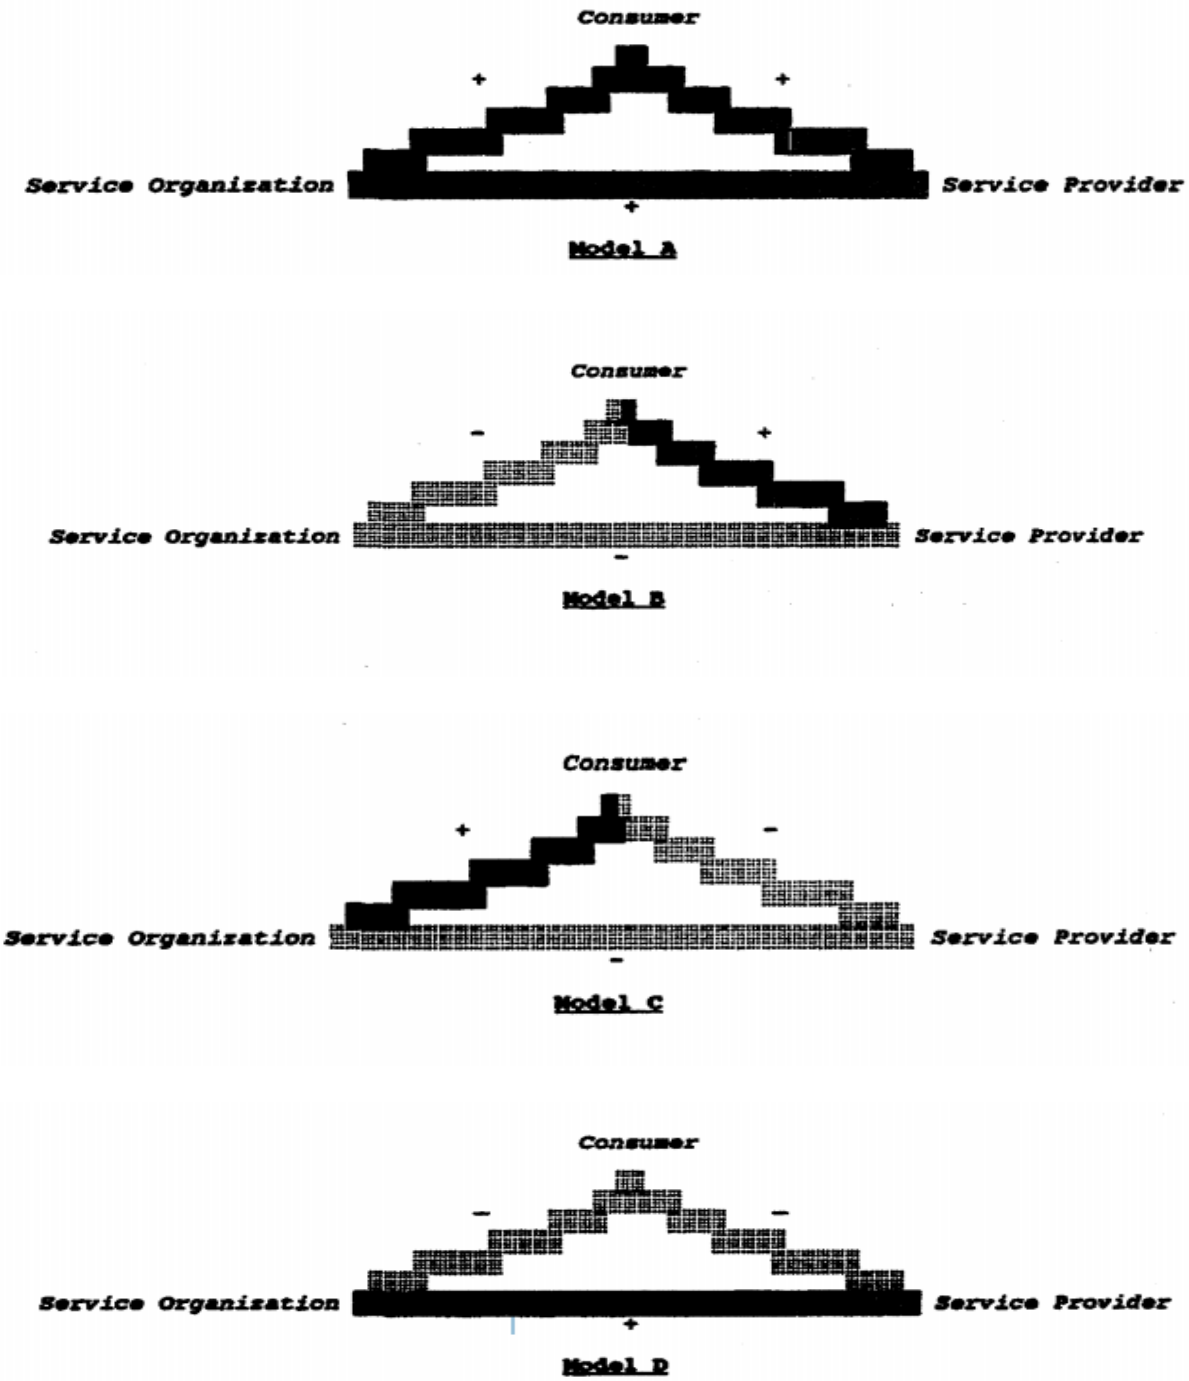 Consumer
+ +
Service Organization Service Provider
+
Model A
Consumer
- +
Service Organization Service Provider
-
Model B
Consumer
+ -
Service Organization Service Provider
-
Model C
Consumer
- -
Service Organization Service Provider
+
Model D